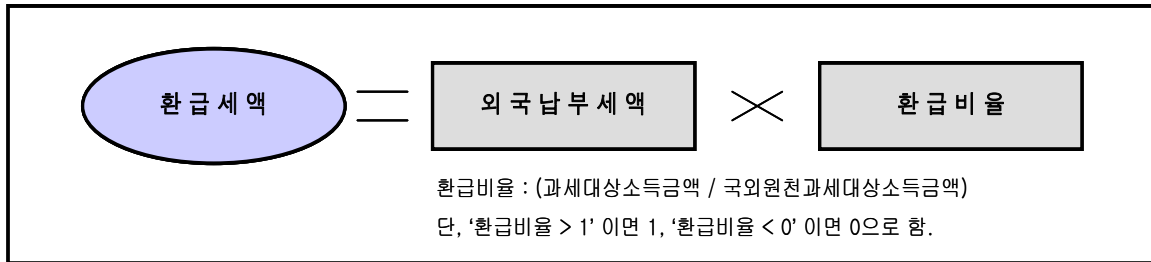 환 급 세 액 = 외 국 납 부 세 액 × 환 급 비 율
환급비율 : (과세대상소득금액 / 국외원천과세대상소득금액)
단, ‘환급비율 > 1’ 이면 1, ‘환급비율 < 0’ 이면 0으로 함.